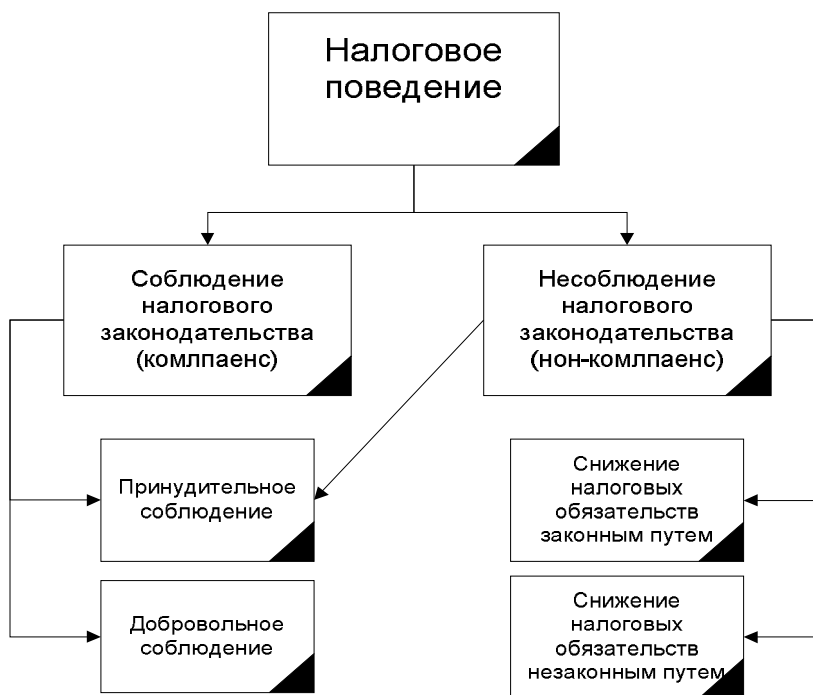 Налоговое
поведение
Соблюдение
налогового
законодательства
(комлпаенс)
Несоблюдение
налогового
законодательства
(нон-комлпаенс)
Принудительное
соблюдение
Снижение
налоговых
обязательств
законным путем
Добровольное
соблюдение
Снижение
налоговых
обязательств
незаконным путем